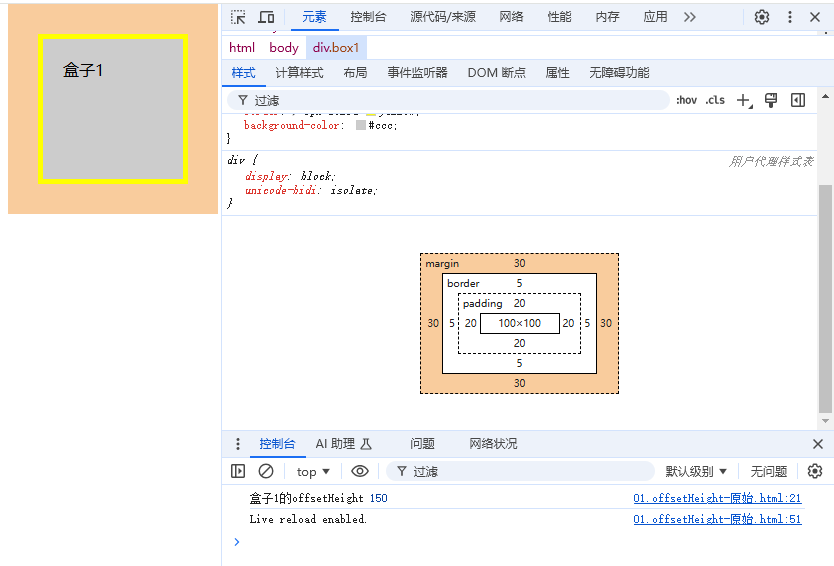 盒子1
元素 控制台 源代码/来源 网络 性能 内存 应用
html body div.box1
样式 计算样式 布局 事件监听器 DOM 断点 属性 无障碍功能
过滤 :hov .cls
background-color: #ccc;
}
div { 用户代理样式表
display: block;
unicode-bidi: isolate;
}
margin 30
border 5
padding 20
30 5 20 100×100 20 5 30
20
5
30
控制台 AI 助理 问题 网络状况
top 过滤 默认级别 无问题
盒子1的offsetHeight 150 01.offsetHeight-原始.html:21
Live reload enabled. 01.offsetHeight-原始.html:51